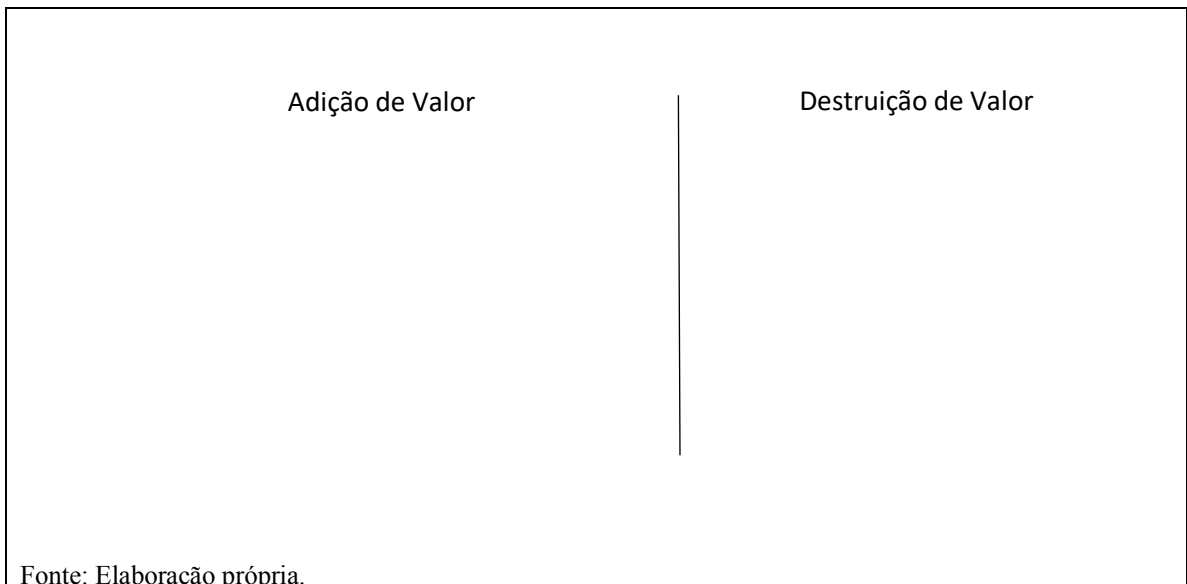 Adição de Valor
Destruição de Valor
Fonte: Elaboração própria.